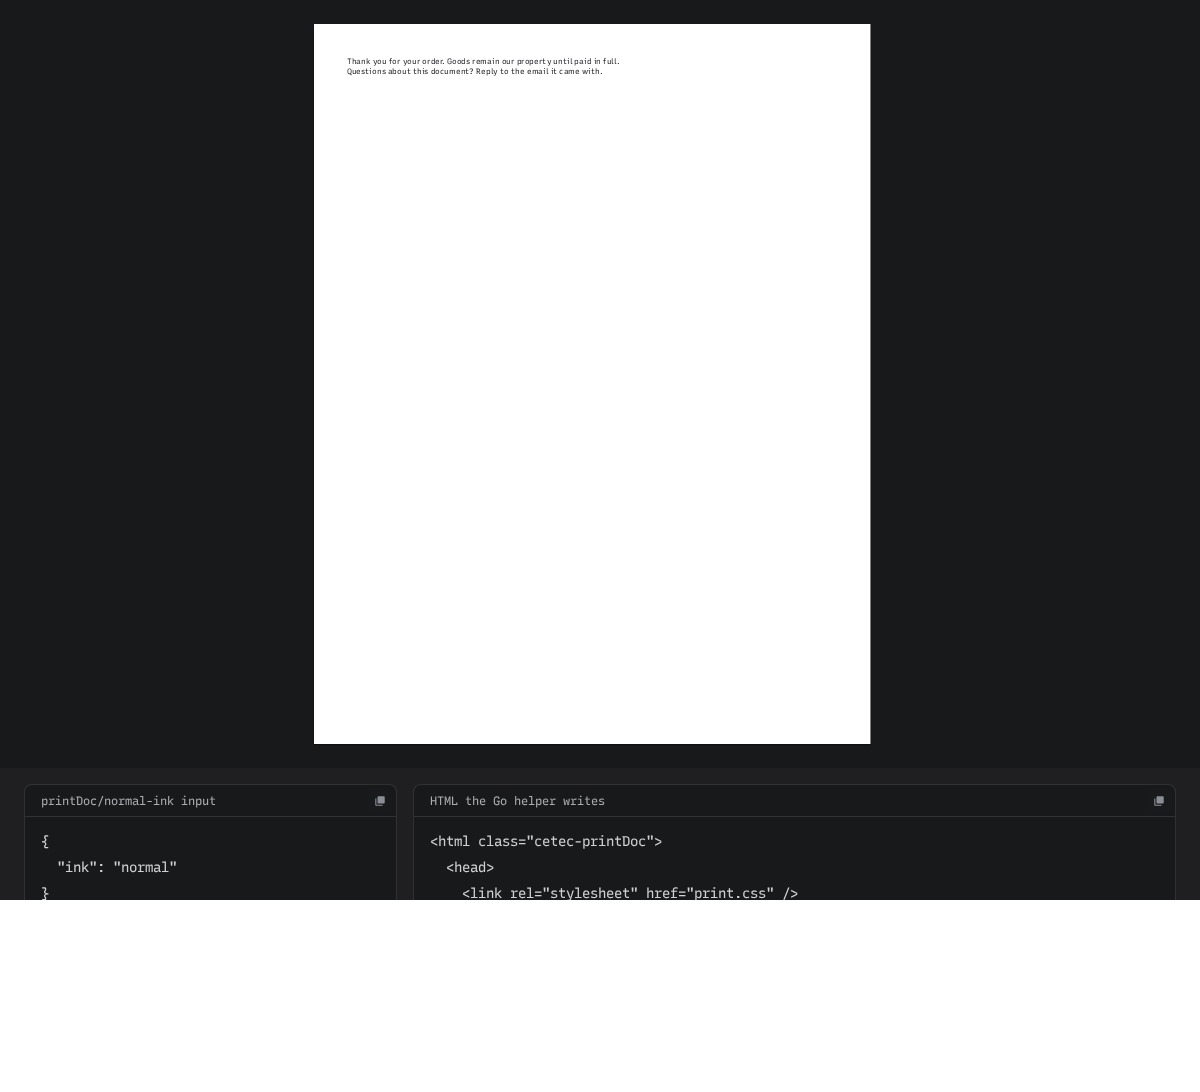 Thank you for your order. Goods remain our property until paid in full.
Questions about this document? Reply to the email it came with.
printDoc/normal-ink input
{
"ink": "normal"
}
HTML the Go helper writes
<html class="cetec-printDoc">
<head>
<link rel="stylesheet" href="print.css" />